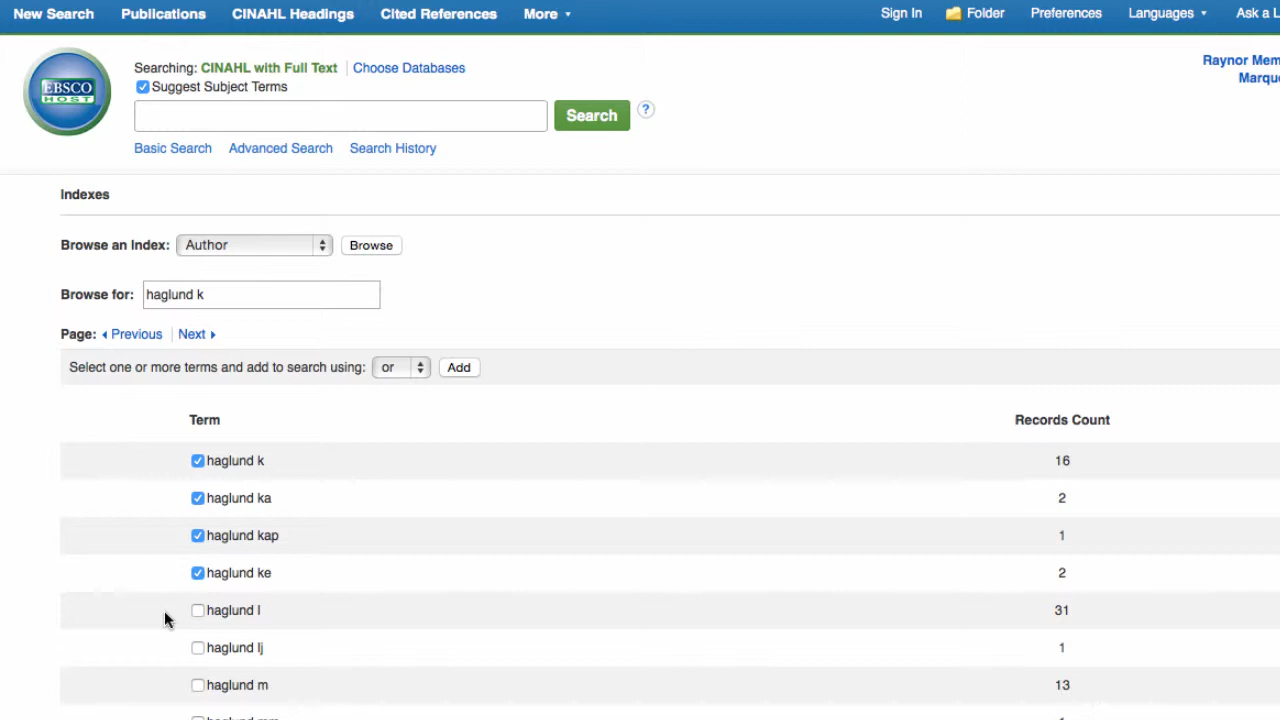 New Search Publications CINAHL Headings Cited References More Sign In Folder Preferences Languages Ask a L
EBSCO
HOST
Searching: CINAHL with Full Text Choose Databases
Raynor Mem
Marque
Suggest Subject Terms
Search ?
Basic Search Advanced Search Search History
Indexes
Browse an Index: Author Browse
Browse for: haglund k
Page: Previous Next
Select one or more terms and add to search using: or Add
Term Records Count
haglund k 16
haglund ka 2
haglund kap 1
haglund ke 2
haglund l 31
haglund lj 1
haglund m 13